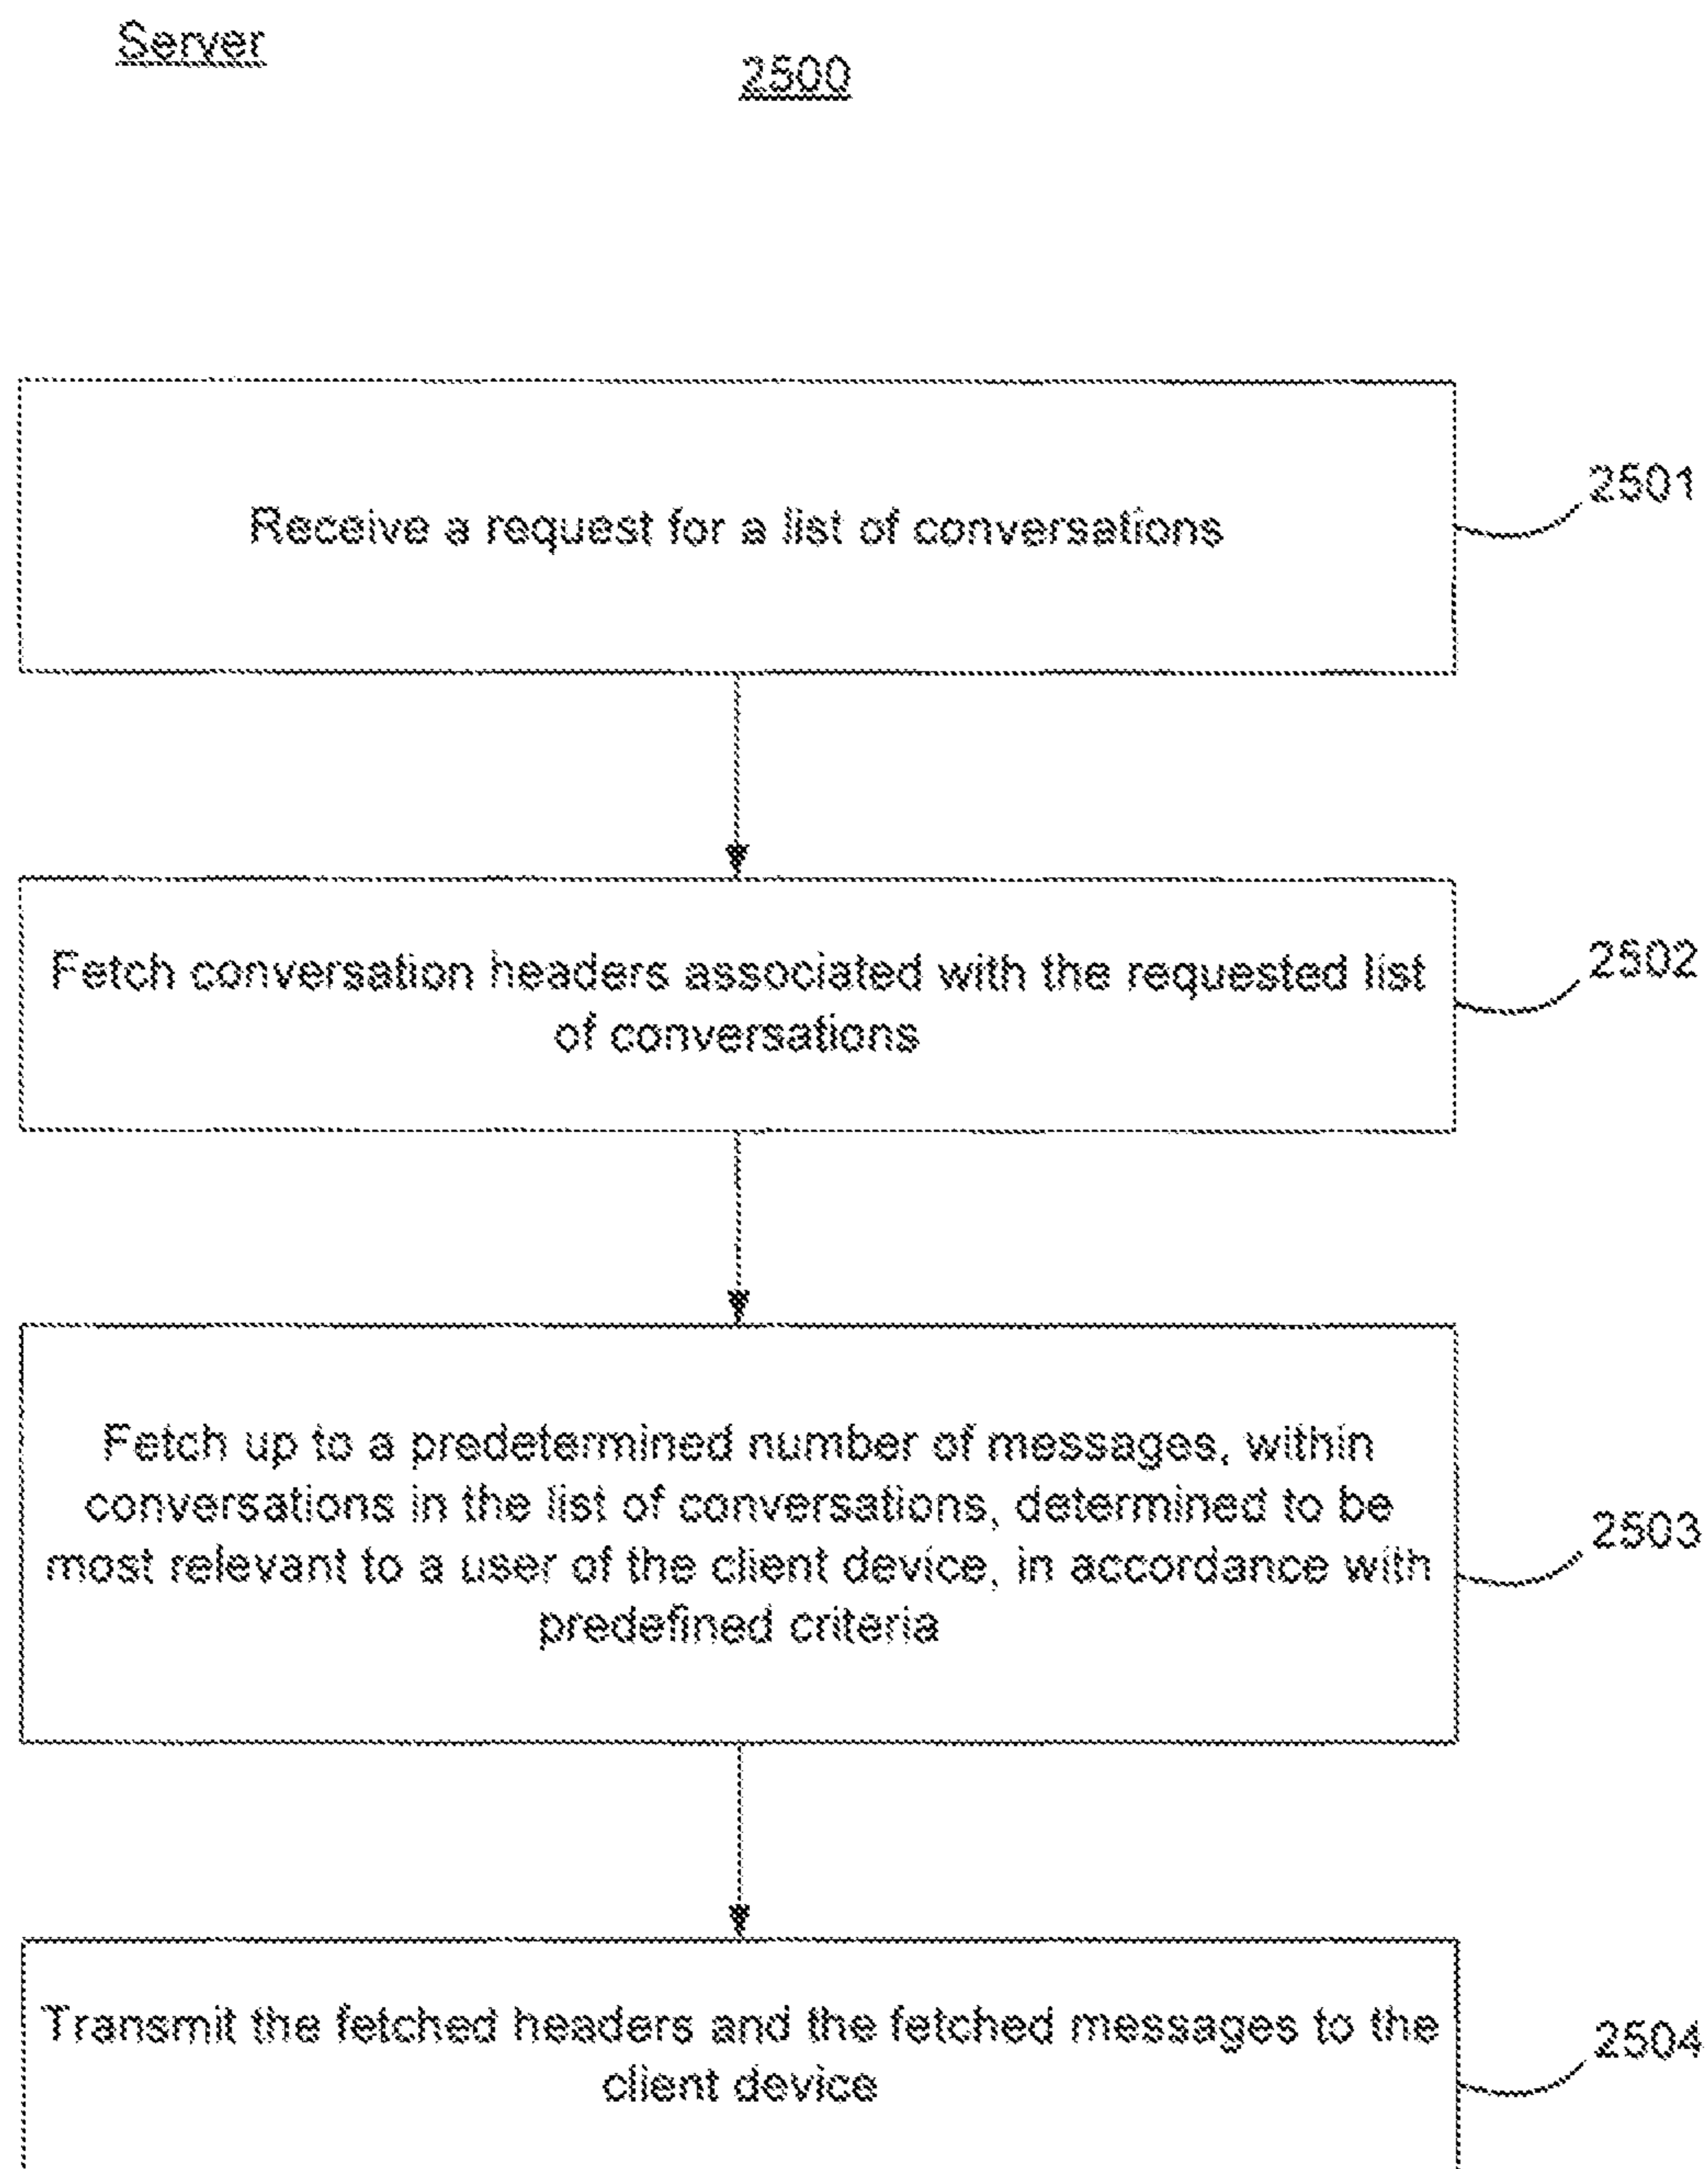 Server
2500
Receive a request for a list of conversations
2501
Fetch conversation headers associated with the requested list
of conversations
2502
Fetch up to a predetermined number of messages, within
conversations in the list of conversations, determined to be
most relevant to a user of the client device, in accordance with
predefined criteria
2503
Transmit the fetched headers and the fetched messages to the
client device
2504